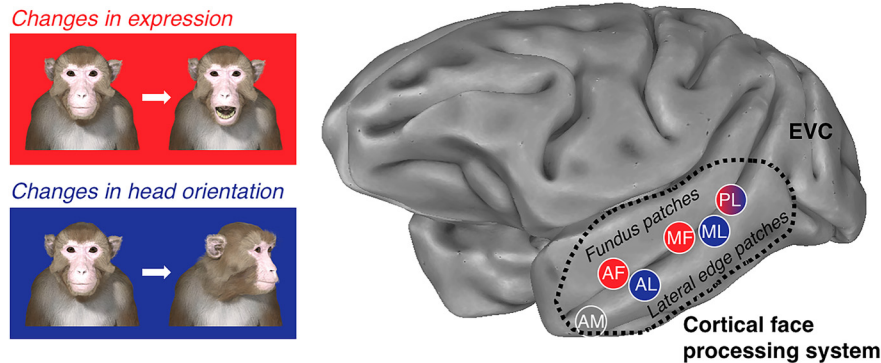 Changes in expression
Changes in head orientation
EVC
PL
Fundus patches
ML
MF
Lateral edge patches
AF
AL
AM
Cortical face
processing system